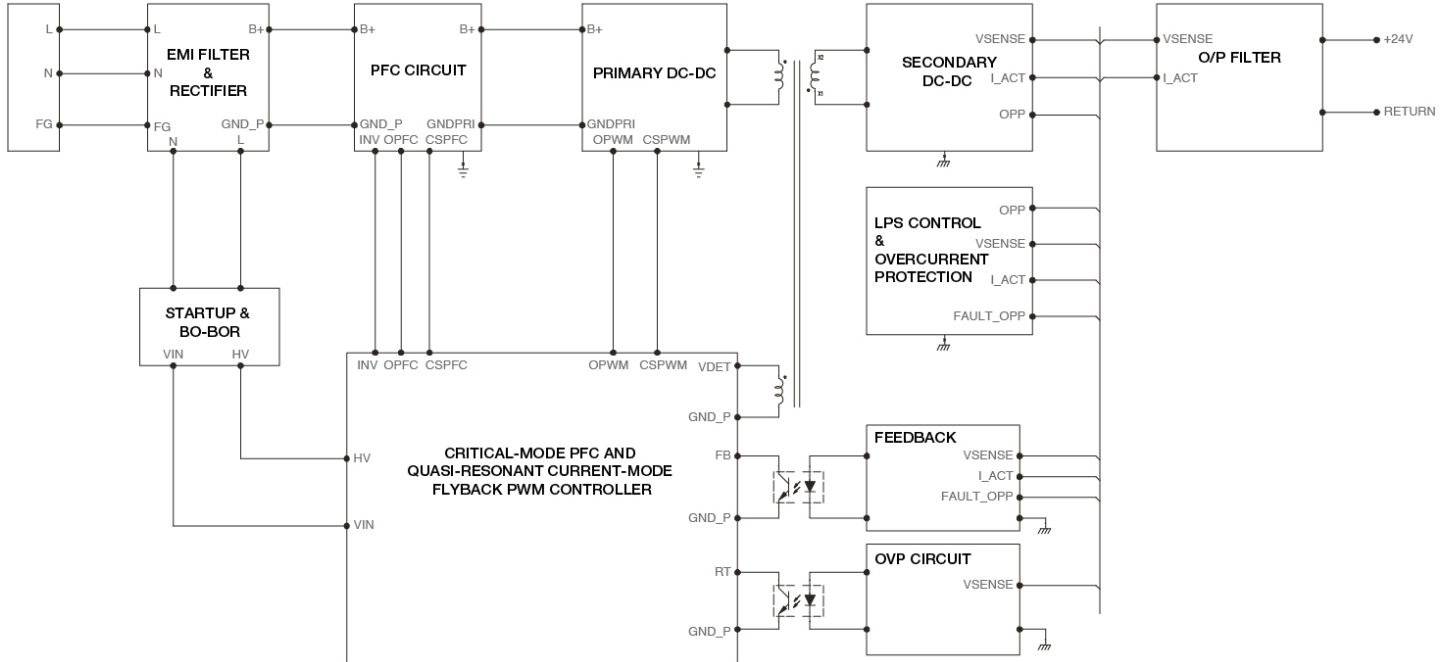 L
N
FG
L
B+
N
EMI FILTER
&
RECTIFIER
FG
GND_P
N
L
B+
B+
PFC CIRCUIT
GND_P
GNDPRI
INV
OPFC
CSPFC
B+
PRIMARY DC-DC
GNDPRI
OPWM
CSPWM
SECONDARY
DC-DC
VSENSE
I_ACT
OPP
VSENSE
I_ACT
O/P FILTER
+24V
RETURN
LPS CONTROL
&
OVERCURRENT
PROTECTION
OPP
VSENSE
I_ACT
FAULT_OPP
STARTUP &
BO-BOR
VIN
HV
INV
OPFC
CSPFC
OPWM
CSPWM
VDET
GND_P
HV
VIN
CRITICAL-MODE PFC AND
QUASI-RESONANT CURRENT-MODE
FLYBACK PWM CONTROLLER
FB
GND_P
RT
GND_P
FEEDBACK
VSENSE
I_ACT
FAULT_OPP
OVP CIRCUIT
VSENSE